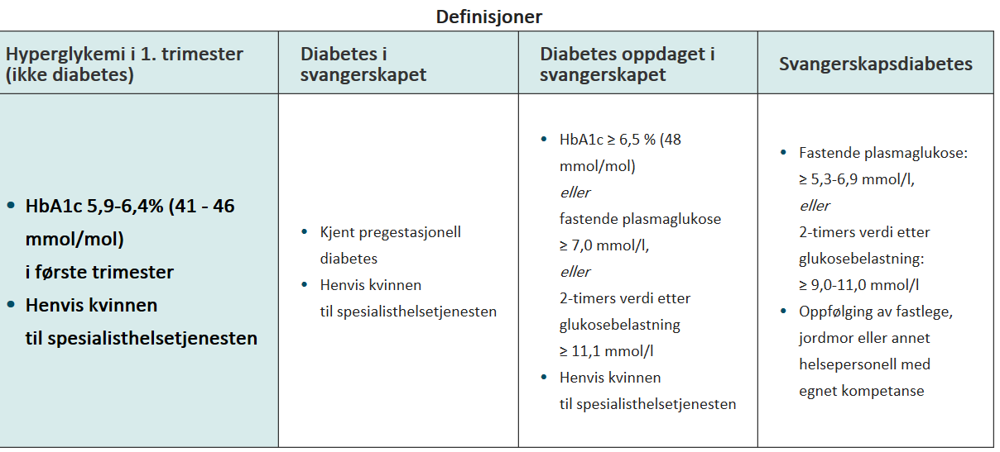 Definisjoner
Hyperglykemi i 1. trimester
(ikke diabetes)
Diabetes i
svangerskapet
Diabetes oppdaget i
svangerskapet
Svangerskapsdiabetes
• HbA1c 5,9-6,4% (41 - 46
mmol/mol)
i første trimester
• Henvis kvinnen
til spesialisthelsetjenesten
• Kjent pregestasjonell
diabetes
• Henvis kvinnen
til spesialisthelsetjenesten
• HbA1c ≥ 6,5 % (48
mmol/mol)
eller
fastende plasmaglukose
≥ 7,0 mmol/l,
eller
2-timers verdi etter
glukosebelastning
≥ 11,1 mmol/l
• Henvis kvinnen
til spesialisthelsetjenesten
• Fastende plasmaglukose:
≥ 5,3-6,9 mmol/l,
eller
2-timers verdi etter
glukosebelastning:
≥ 9,0-11,0 mmol/l
• Oppfølging av fastlege,
jordmor eller annet
helsepersonell med
egnet kompetanse